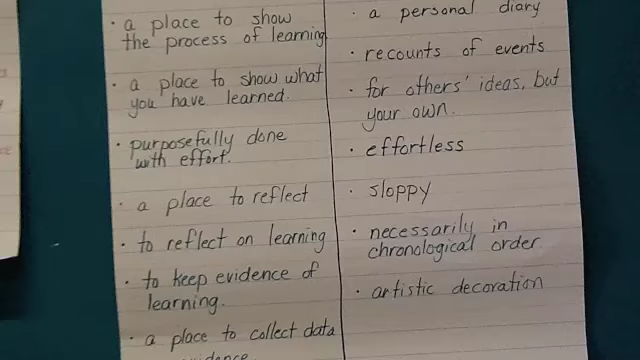 • a place to show
the process of learning
• a place to show what
you have learned.
• purposefully done
with effort.
• a place to reflect
• to reflect on learning
• to keep evidence of
learning.
• a place to collect data
• a personal diary
• recounts of events
• for others' ideas, but
your own.
• effortless
• sloppy
• necessarily in
chronological order
• artistic decoration